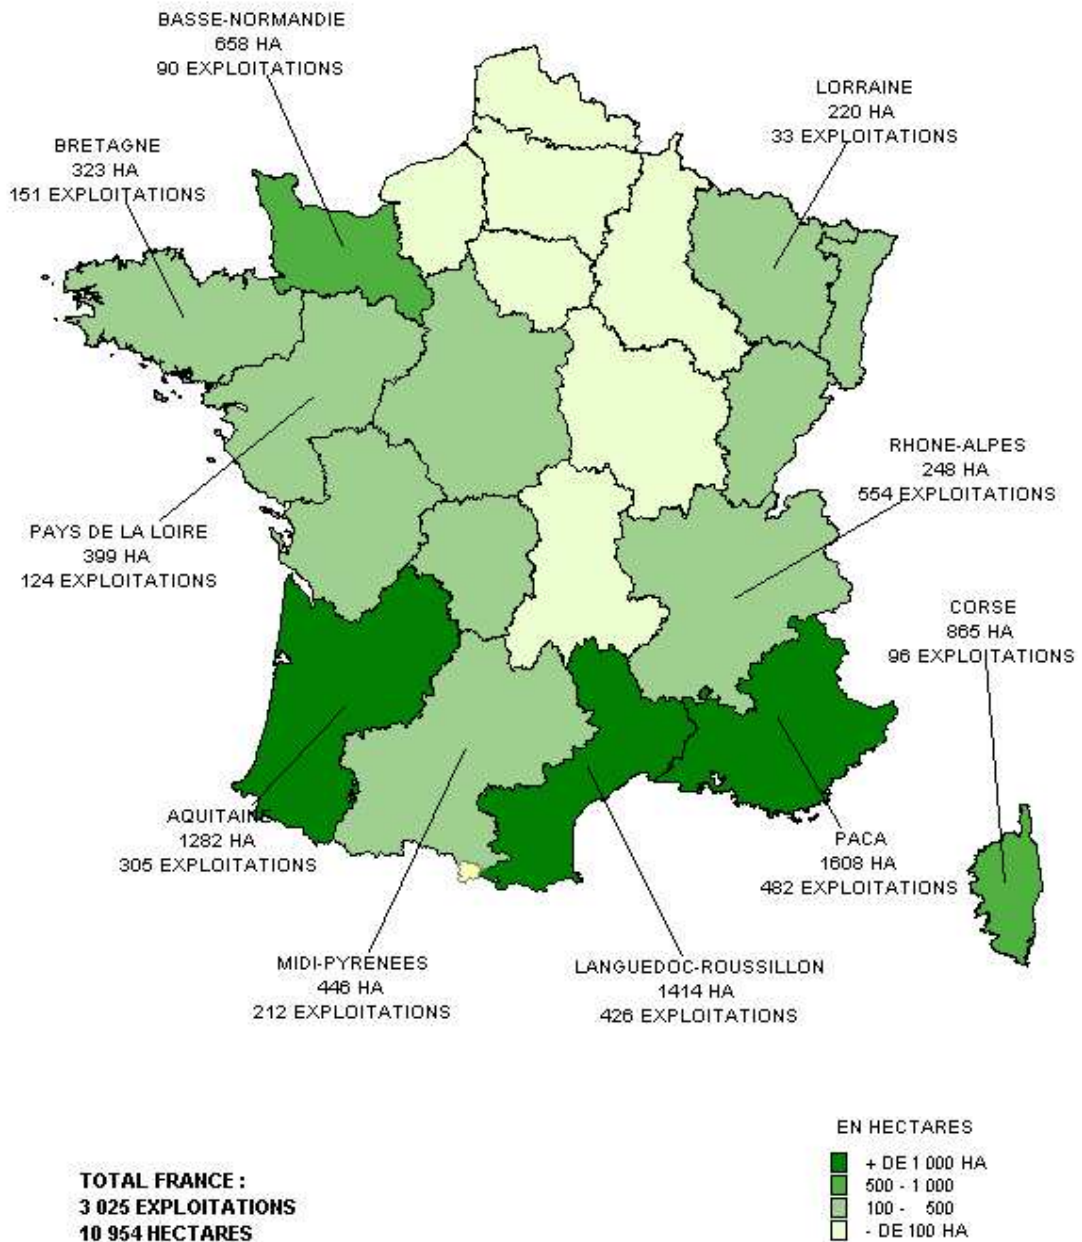 BASSE-NORMANDIE
658 HA
90 EXPLOITATIONS
LORRAINE
220 HA
33 EXPLOITATIONS
BRETAGNE
323 HA
151 EXPLOITATIONS
RHONE-ALPES
248 HA
554 EXPLOITATIONS
PAYS DE LA LOIRE
399 HA
124 EXPLOITATIONS
CORSE
865 HA
96 EXPLOITATIONS
AQUITAINE
1282 HA
305 EXPLOITATIONS
PACA
1608 HA
482 EXPLOITATIONS
MIDI-PYRENEES
446 HA
212 EXPLOITATIONS
LANGUEDOC-ROUSSILLON
1414 HA
426 EXPLOITATIONS
EN HECTARES
+ DE 1 000 HA
500 - 1 000
100 - 500
- DE 100 HA
TOTAL FRANCE :
3 025 EXPLOITATIONS
10 954 HECTARES